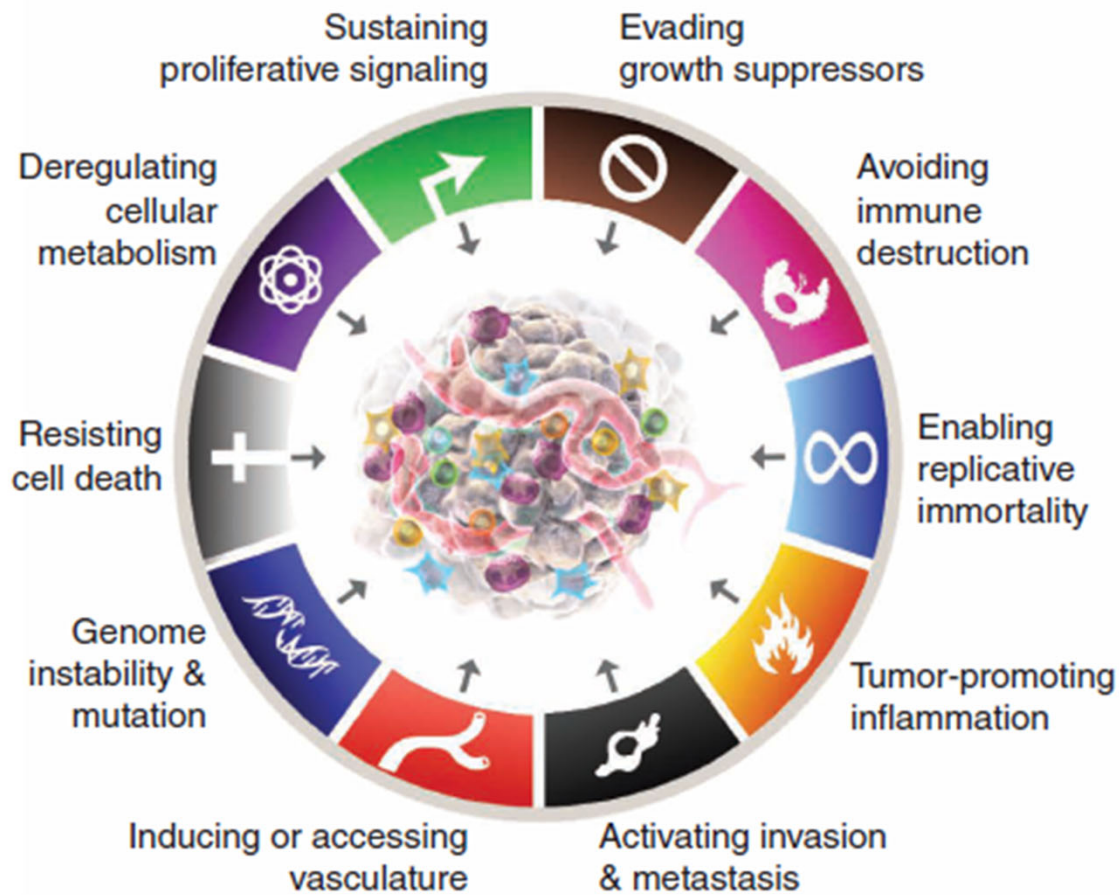 Sustaining
proliferative signaling
Evading
growth suppressors
Avoiding
immune
destruction
Enabling
replicative
immortality
Tumor-promoting
inflammation
Activating invasion
& metastasis
Inducing or accessing
vasculature
Genome
instability &
mutation
Resisting
cell death
Deregulating
cellular
metabolism